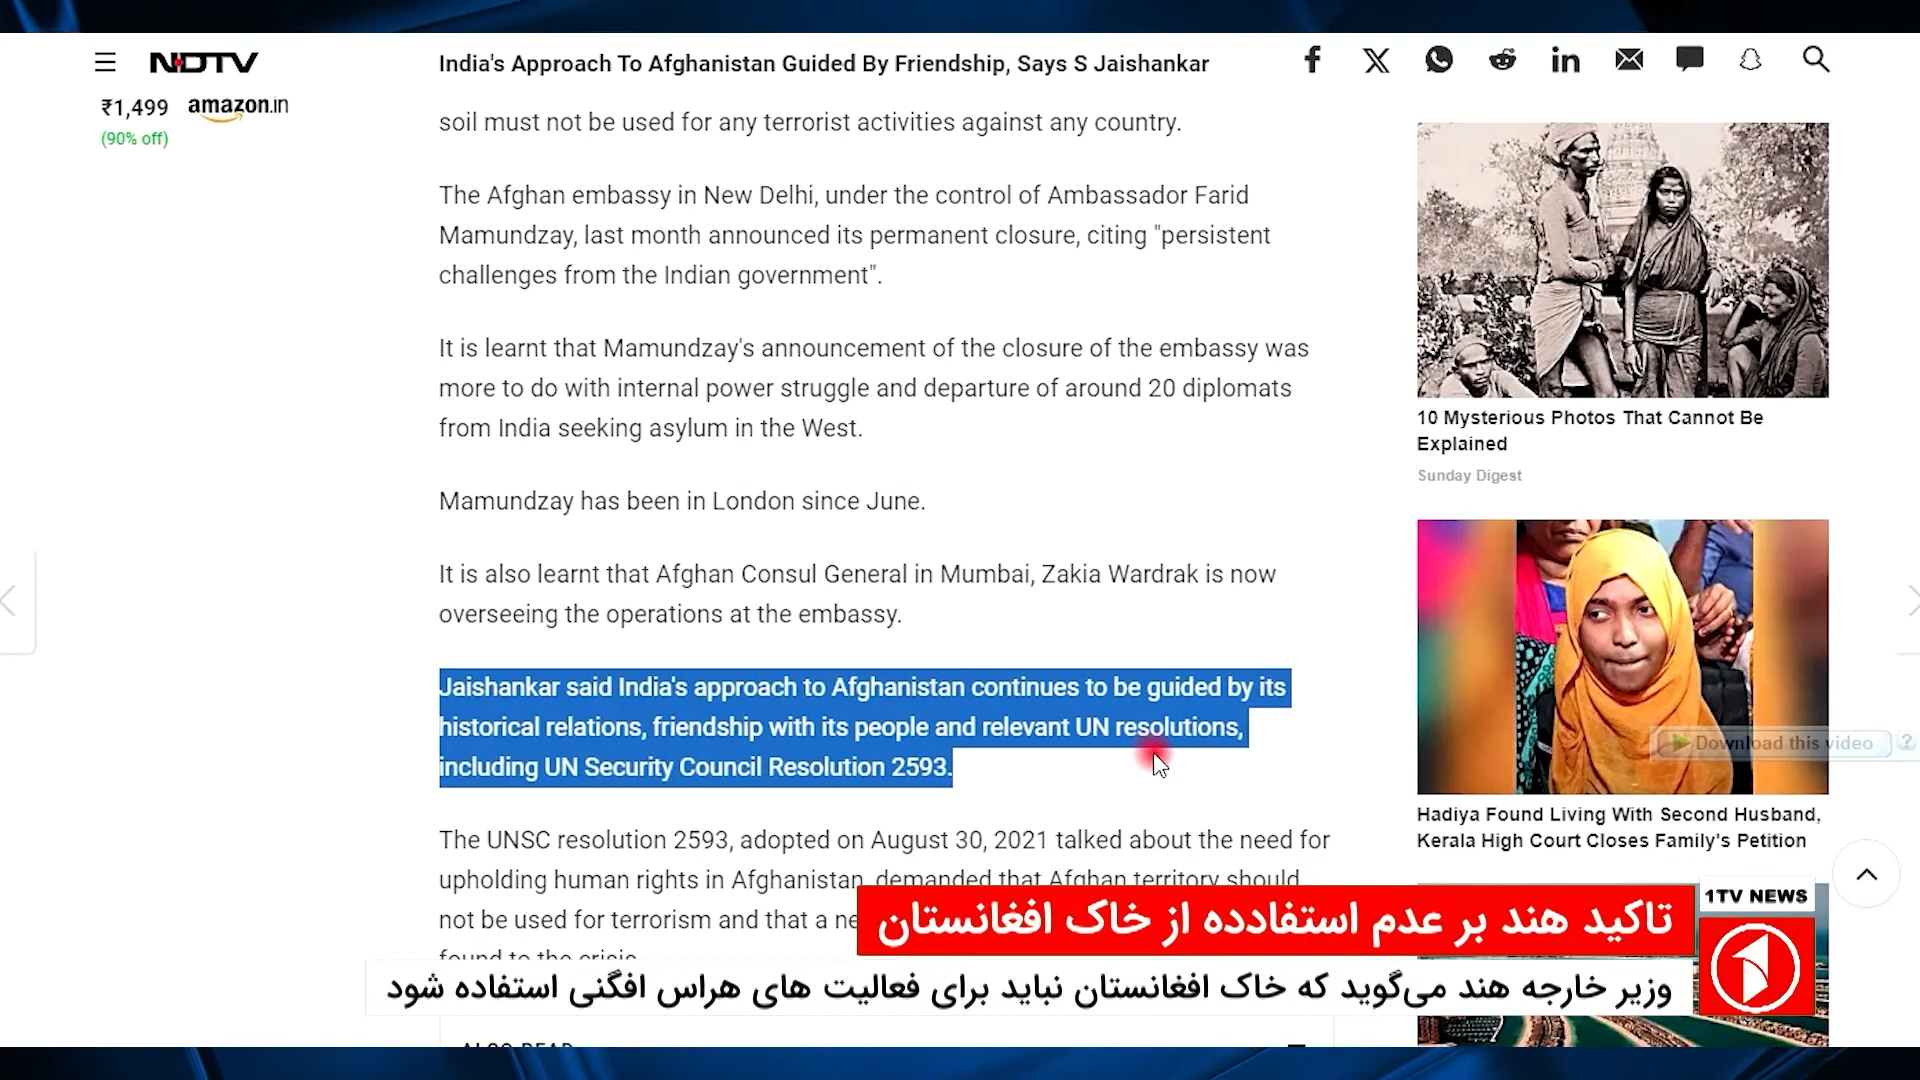 NDTV
India's Approach To Afghanistan Guided By Friendship, Says S Jaishankar
₹1,499 amazon.in
(90% off)
soil must not be used for any terrorist activities against any country.
The Afghan embassy in New Delhi, under the control of Ambassador Farid
Mamundzay, last month announced its permanent closure, citing "persistent
challenges from the Indian government".
It is learnt that Mamundzay's announcement of the closure of the embassy was
more to do with internal power struggle and departure of around 20 diplomats
from India seeking asylum in the West.
Mamundzay has been in London since June.
It is also learnt that Afghan Consul General in Mumbai, Zakia Wardrak is now
overseeing the operations at the embassy.
Jaishankar said India's approach to Afghanistan continues to be guided by its
historical relations, friendship with its people and relevant UN resolutions,
including UN Security Council Resolution 2593.
The UNSC resolution 2593, adopted on August 30, 2021 talked about the need for
upholding human rights in Afghanistan, demanded that Afghan territory should
not be used for terrorism and that a
found to the crisis.
ALSO READ
10 Mysterious Photos That Cannot Be
Explained
Sunday Digest
Download this video ?
Hadiya Found Living With Second Husband,
Kerala High Court Closes Family's Petition
1TV NEWS
تاکید هند بر عدم استفادده از خاک افغانستان
وزیر خارجه هند می‌گوید که خاک افغانستان نباید برای فعالیت های هراس افگنی استفاده شود